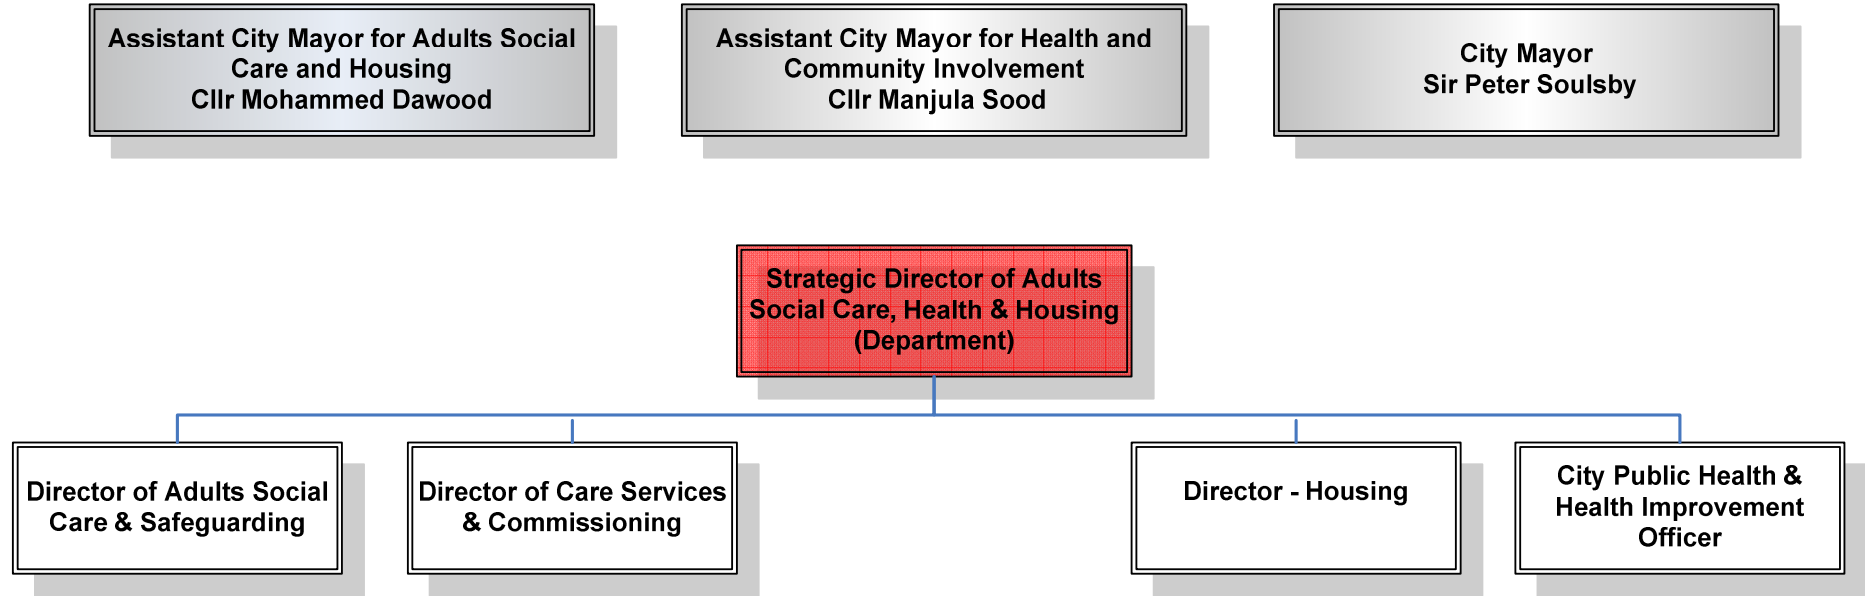 Assistant City Mayor for Adults Social
Care and Housing
Cllr Mohammed Dawood
Assistant City Mayor for Health and
Community Involvement
Cllr Manjula Sood
City Mayor
Sir Peter Soulsby
Strategic Director of Adults
Social Care, Health & Housing
(Department)
Director of Adults Social
Care & Safeguarding
Director of Care Services
& Commissioning
Director - Housing
City Public Health &
Health Improvement
Officer